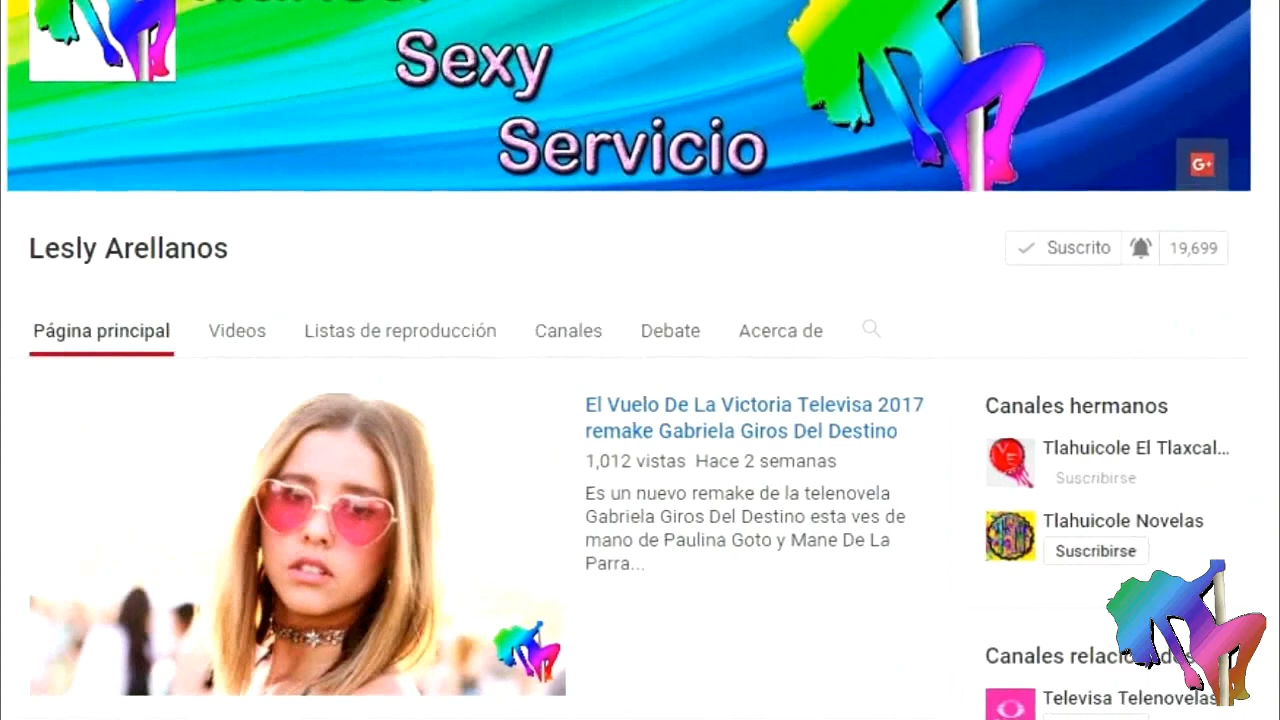 Sexy
Servicio
G+
Lesly Arellanos
Suscrito 19,699
Página principal Videos Listas de reproducción Canales Debate Acerca de
El Vuelo De La Victoria Televisa 2017
remake Gabriela Giros Del Destino
1,012 vistas Hace 2 semanas
Es un nuevo remake de la telenovela
Gabriela Giros Del Destino esta ves de
mano de Paulina Goto y Mane De La
Parra...
Canales hermanos
VE
Tlahuicole El Tlaxcal...
Suscribirse
Tlahuicole Novelas
Suscribirse
Canales
Televisa Telenovelas